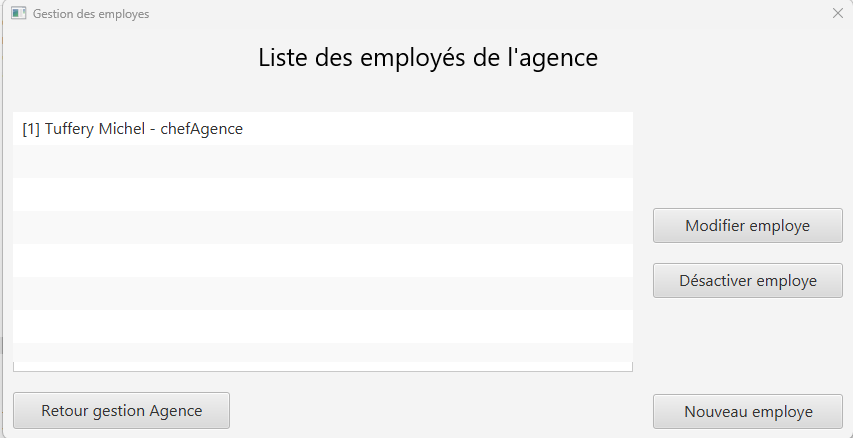 Gestion des employes
Liste des employés de l'agence
[1] Tuffery Michel - chefAgence
Modifier employe
Désactiver employe
Retour gestion Agence
Nouveau employe